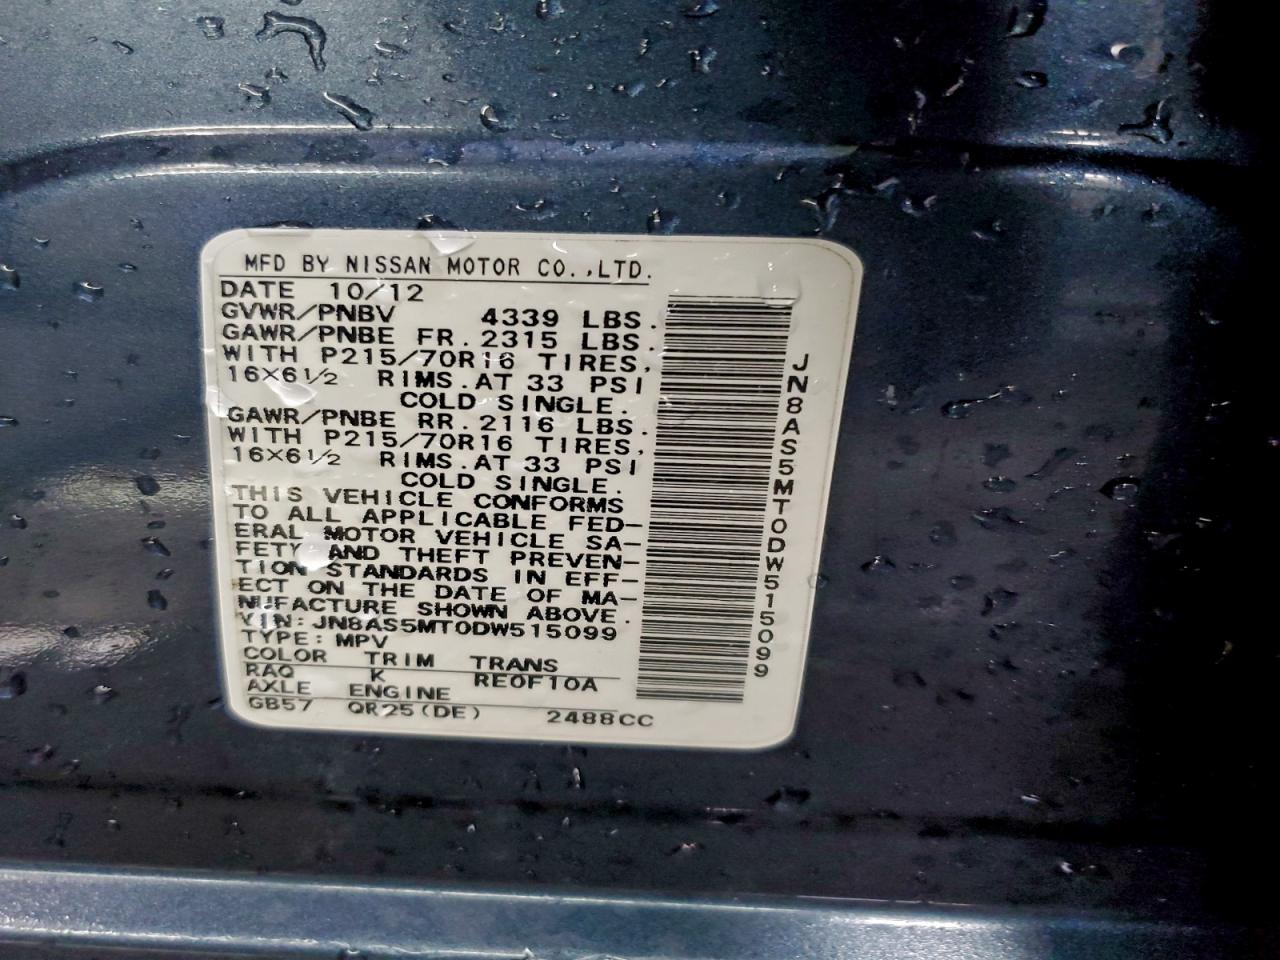 MFD BY NISSAN MOTOR CO.,LTD.
DATE 10/12
GVWR/PNBV 4339 LBS.
GAWR/PNBE FR. 2315 LBS.
WITH P215/70R16 TIRES,
16×6½ RIMS. AT 33 PSI
COLD SINGLE.
GAWR/PNBE RR. 2116 LBS.
WITH P215/70R16 TIRES,
16×6½ RIMS. AT 33 PSI
COLD SINGLE.
THIS VEHICLE CONFORMS
TO ALL APPLICABLE FED-
ERAL MOTOR VEHICLE SA-
FETY AND THEFT PREVEN-
TION STANDARDS IN EFF-
ECT ON THE DATE OF MA-
NUFACTURE SHOWN ABOVE.
VIN: JN8AS5MT0DW515099
TYPE: MPV
COLOR TRIM TRANS
RAQ K RE0F10A
AXLE ENGINE
GB57 QR25(DE) 2488CC
JN8AS5MT0DW515099